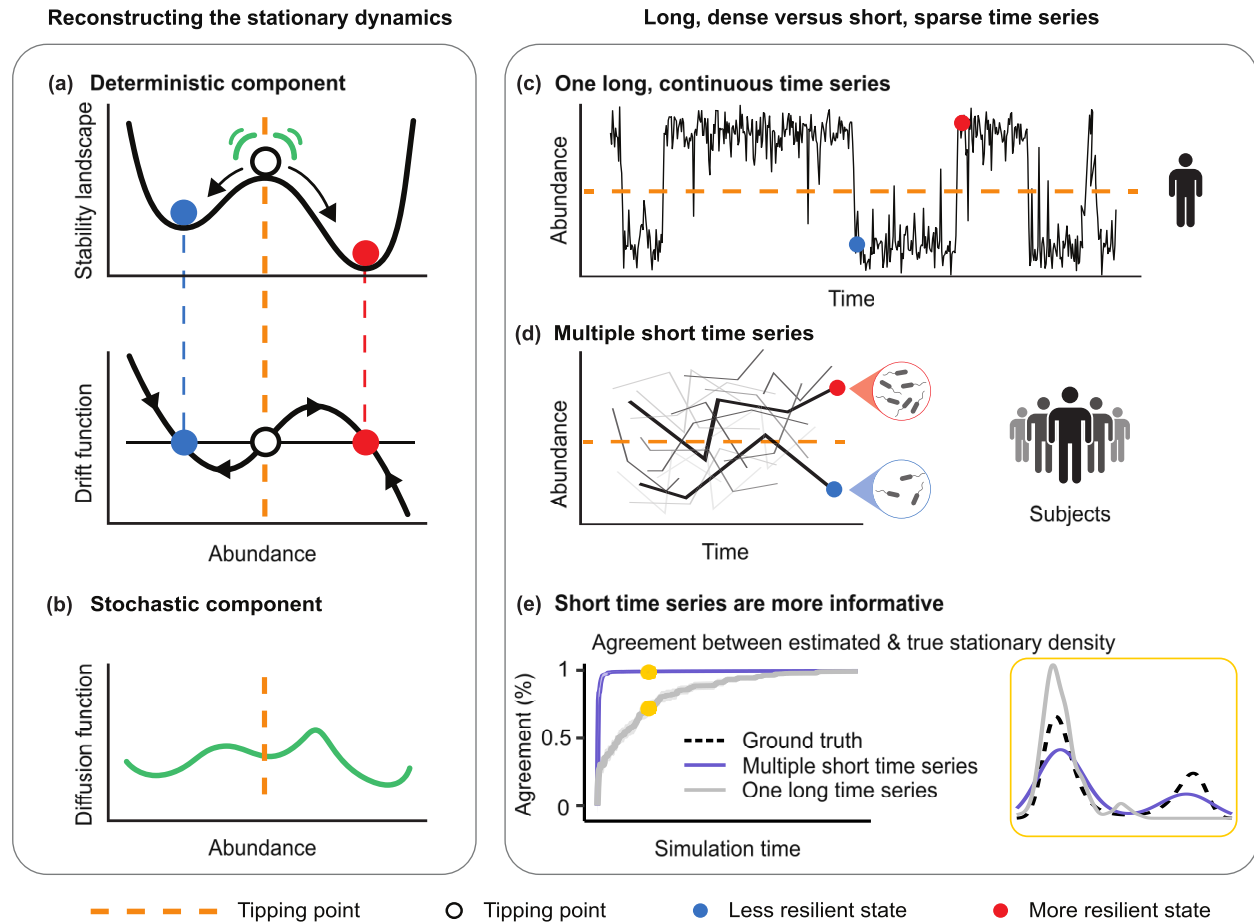 Reconstructing the stationary dynamics
Long, dense versus short, sparse time series
(a) Deterministic component
Stability landscape
Drift function
Abundance
(b) Stochastic component
Diffusion function
Abundance
(c) One long, continuous time series
Abundance
Time
(d) Multiple short time series
Abundance
Time
Subjects
(e) Short time series are more informative
Agreement between estimated & true stationary density
Agreement (%)
1
0.5
0
Ground truth
Multiple short time series
One long time series
Simulation time
Tipping point
Tipping point
Less resilient state
More resilient state